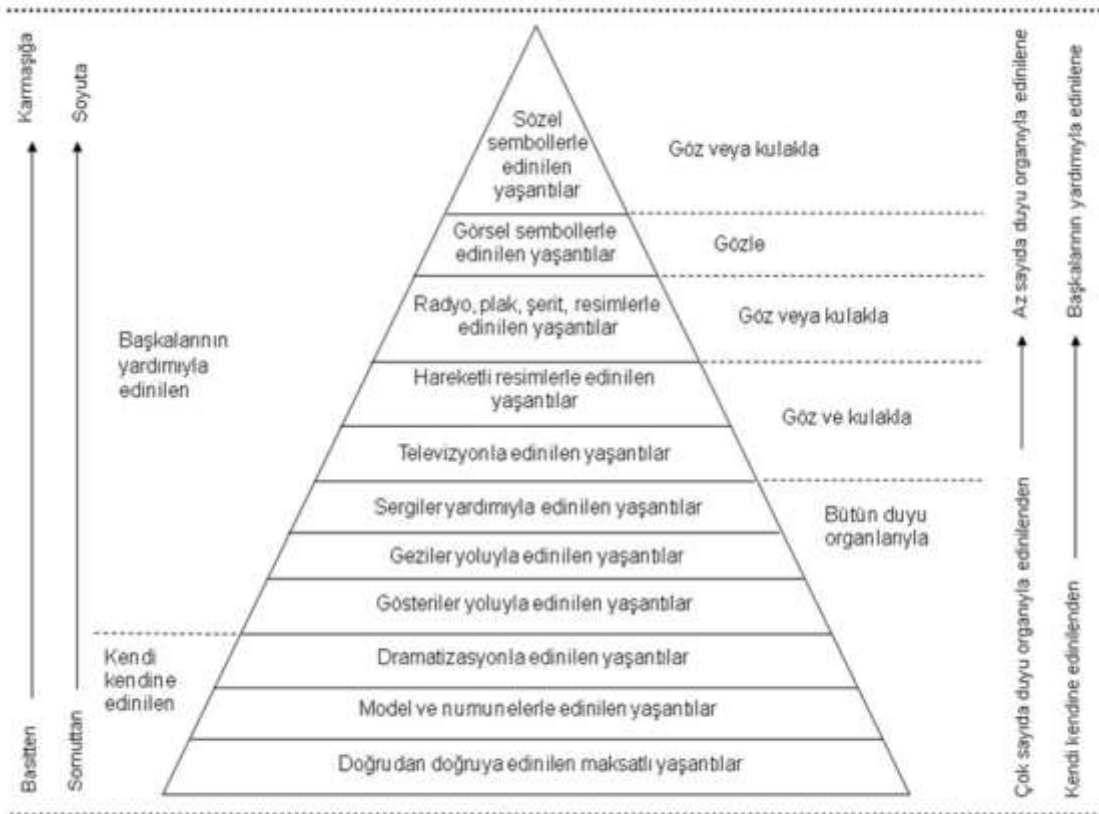 Karmaşığa
Soyuta
Basitten
Somuttan
Başkalarının
yardımıyla
edinilen
Kendi
kendine
edinilen
Sözel
sembollerle
edinilen
yaşantılar
Görsel sembollerle
edinilen yaşantılar
Radyo, plak, şerit, resimlerle
edinilen yaşantılar
Hareketli resimlerle edinilen
yaşantılar
Televizyonla edinilen yaşantılar
Sergiler yardımıyla edinilen yaşantılar
Geziler yoluyla edinilen yaşantılar
Gösteriler yoluyla edinilen yaşantılar
Dramatizasyonla edinilen yaşantılar
Model ve numunelerle edinilen yaşantılar
Doğrudan doğruya edinilen maksatlı yaşantılar
Göz veya kulakla
Gözle
Göz veya kulakla
Göz ve kulakla
Bütün duyu
organlarıyla
Az sayıda duyu organıyla edinilene
Çok sayıda duyu organıyla edinilenden
Başkalarının yardımıyla edinilene
Kendi kendine edinilenden